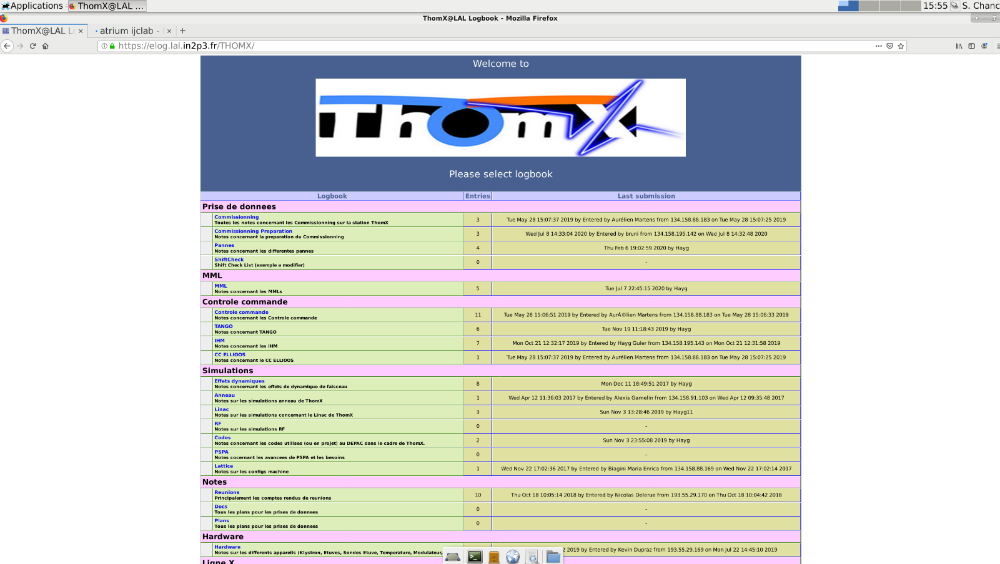 Applications
ThomX@LAL ...
15:55
S. Chanc
ThomX@LAL Logbook - Mozilla Firefox
ThomX@LAL L
atrium ijclab -
https://elog.lal.in2p3.fr/THOMX/
Welcome to
ThomX
Please select logbook
Logbook Entries Last submission
Prise de donnees
Commissionning
Toutes les notes concernant les Commissionning sur la station ThomX
3
Tue May 28 15:07:37 2019 by Entered by Aurélien Martens from 134.158.88.183 on Tue May 28 15:07:25 2019
Commissionning Preparation
Notes concernant la preparation du Commissionning
3
Wed Jul 8 14:33:04 2020 by Entered by bruni from 134.158.195.142 on Wed Jul 8 14:32:48 2020
Pannes
Notes concernant les differentes pannes
4
Thu Feb 6 19:02:59 2020 by Hayg
ShiftCheck
Shift Check List (exemple a modifier)
0
-
MML
MML
Notes concernant les MMLs
5
Tue Jul 7 22:45:15 2020 by Hayg
Controle commande
Controle commande
Notes concernant les Controle commande
11
Tue May 28 15:06:51 2019 by Entered by AurÃ©lien Martens from 134.158.88.183 on Tue May 28 15:06:33 2019
TANGO
Notes concernant TANGO
6
Tue Nov 19 11:18:43 2019 by Hayg
IHM
Notes concernant les IHM
7
Mon Oct 21 12:32:17 2019 by Entered by Hayg Guler from 134.158.195.143 on Mon Oct 21 12:31:58 2019
CC ELLIOOS
Notes concernant le CC ELLIOOS
1
Tue May 28 15:07:37 2019 by Entered by Aurélien Martens from 134.158.88.183 on Tue May 28 15:07:25 2019
Simulations
Effets dynamiques
Notes concernant les effets de dynamique de faisceau
8
Mon Dec 11 18:49:51 2017 by Hayg
Anneau
Notes sur les simulations anneau de ThomX
1
Wed Apr 12 11:36:03 2017 by Entered by Alexis Gamelin from 134.158.91.103 on Wed Apr 12 09:35:48 2017
Linac
Notes sur les simulations concernant le Linac de ThomX
3
Sun Nov 3 13:28:46 2019 by Hayg11
RF
Notes sur les simulations RF
0
-
Codes
Notes concernant les codes utilises (ou en projet) au DEPAC dans le cadre de ThomX.
2
Sun Nov 3 23:55:08 2019 by Hayg
PSPA
Notes cocernant les avancees de PSPA et les besoins
0
-
Lattice
Notes sur les configs machine
1
Wed Nov 22 17:02:36 2017 by Entered by Biagini Maria Enrica from 134.158.88.169 on Wed Nov 22 17:02:14 2017
Notes
Reunions
Principalement les comptes rendus de reunions
10
Thu Oct 18 10:05:14 2018 by Entered by Nicolas Delerue from 193.55.29.170 on Thu Oct 18 10:04:42 2018
Docs
Tous les plans pour les prises de donnees
0
-
Plans
Tous les plans pour les prises de donnees
0
-
Hardware
Hardware
Notes sur les differents appareils (Klystron, Etuves, Sondes Etuve, Temperature, Modulateur,
2 2019 by Entered by Kevin Dupraz from 193.55.29.169 on Mon Jul 22 14:45:10 2019
Ligne X